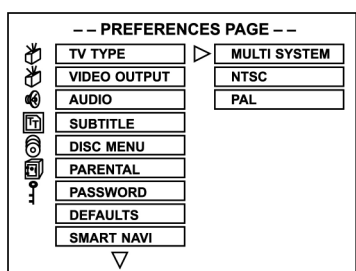 -- PREFERENCES PAGE --
TV TYPE
MULTI SYSTEM
VIDEO OUTPUT
NTSC
AUDIO
PAL
TT
SUBTITLE
DISC MENU
PARENTAL
PASSWORD
DEFAULTS
SMART NAVI